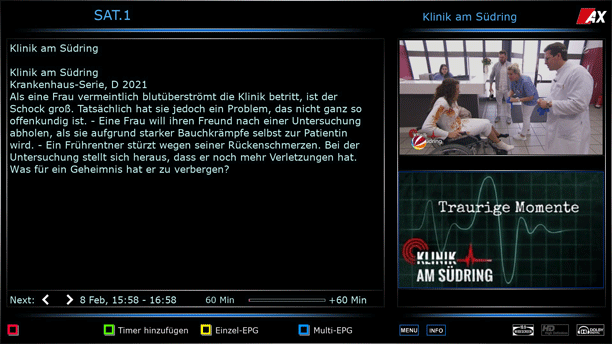 SAT.1
Klinik am Südring
AX
Klinik am Südring
Klinik am Südring
Krankenhaus-Serie, D 2021
Als eine Frau vermeintlich blutüberströmt die Klinik betritt, ist der
Schock groß. Tatsächlich hat sie jedoch ein Problem, das nicht ganz so
offenkundig ist. - Eine Frau will ihren Freund nach einer Untersuchung
abholen, als sie aufgrund starker Bauchkrämpfe selbst zur Patientin
wird. - Ein Frührentner stürzt wegen seiner Rückenschmerzen. Bei der
Untersuchung stellt sich heraus, dass er noch mehr Verletzungen hat.
Was für ein Geheimnis hat er zu verbergen?
Südring
Traurige Momente
KLINIK
AM SÜDRING
Next: 8 Feb, 15:58 - 16:58 60 Min +60 Min
Timer hinzufügen Einzel-EPG Multi-EPG MENU INFO HD DOLBY